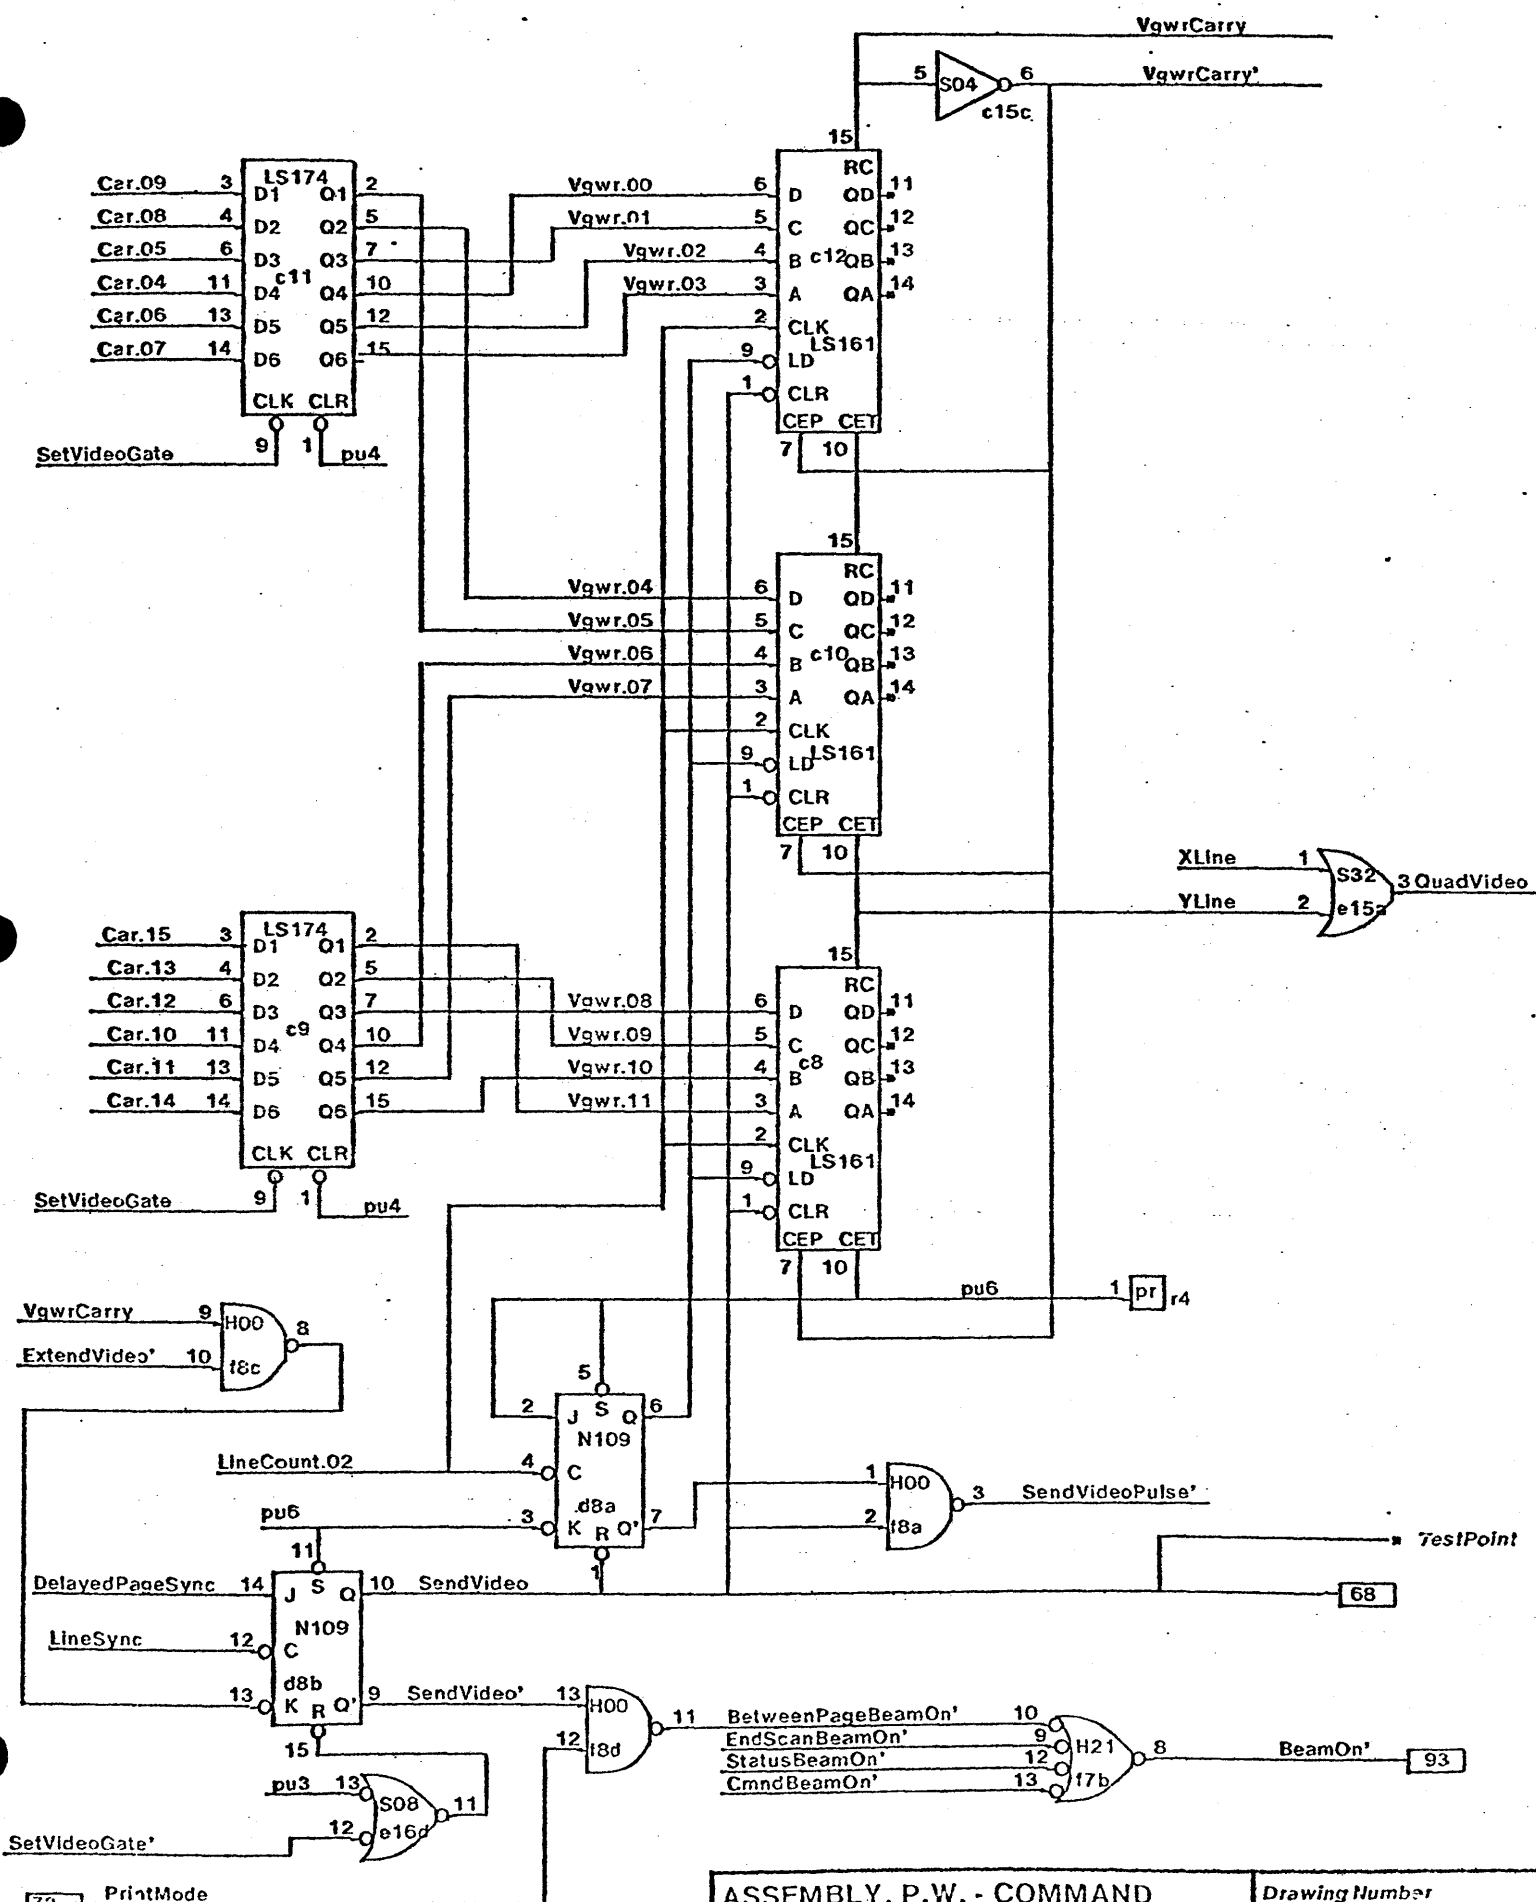 VgwrCarry
5 S04 6 VgwrCarry'
c15c
15
LS174 RC
Car.09 3 D1 Q1 2 Vgwr.00 6 D QD 11
Car.08 4 D2 Q2 5 Vgwr.01 5 C QC 12
Car.05 6 D3 Q3 7 Vgwr.02 4 B c12 QB 13
c11
Car.04 11 D4 Q4 10 Vgwr.03 3 A QA 14
Car.06 13 D5 Q5 12 2 CLK
LS161
Car.07 14 D6 Q6 15 9 LD
CLK CLR 1 CLR
CEP CET
SetVideoGate 9 1 pu4 7 10
15
RC
Vgwr.04 6 D QD 11
Vgwr.05 5 C QC 12
Vgwr.06 4 B c10 QB 13
Vgwr.07 3 A QA 14
2 CLK
9 LD LS161
1 CLR
CEP CET
7 10
XLine 1 S32 3 QuadVideo
YLine 2 e15a
LS174 15
RC
Car.15 3 D1 Q1 2
Car.13 4 D2 Q2 5
Car.12 6 D3 Q3 7 Vgwr.08 6 D QD 11
c9
Car.10 11 D4 Q4 10 Vgwr.09 5 C QC 12
c8
Car.11 13 D5 Q5 12 Vgwr.10 4 B QB 13
Car.14 14 D6 Q6 15 Vgwr.11 3 A QA 14
CLK CLR 2 CLK
LS161
9 LD
SetVideoGate 9 1 pu4 1 CLR
CEP CET
7 10
pu6 1 pr r4
VgwrCarry 9 H00 8
ExtendVideo' 10 f8c
5
2 J S Q 6
N109
LineCount.02 4 C
d8a
pu6 3 K R Q' 7
1
1 H00 3 SendVideoPulse'
2 f8a
TestPoint
11
DelayedPageSync 14 J S Q 10 SendVideo 68
N109
LineSync 12 C
d8b
13 K R Q' 9 SendVideo' 13 H00 11
12 f8d
15
BetweenPageBeamOn' 10
EndScanBeamOn' 9 H21 8 BeamOn' 93
StatusBeamOn' 12
CmndBeamOn' 13 f7b
pu3 13 S08 11
SetVideoGate' 12 e16d
PrintMode
ASSEMBLY, P.W. - COMMAND
Drawing Number